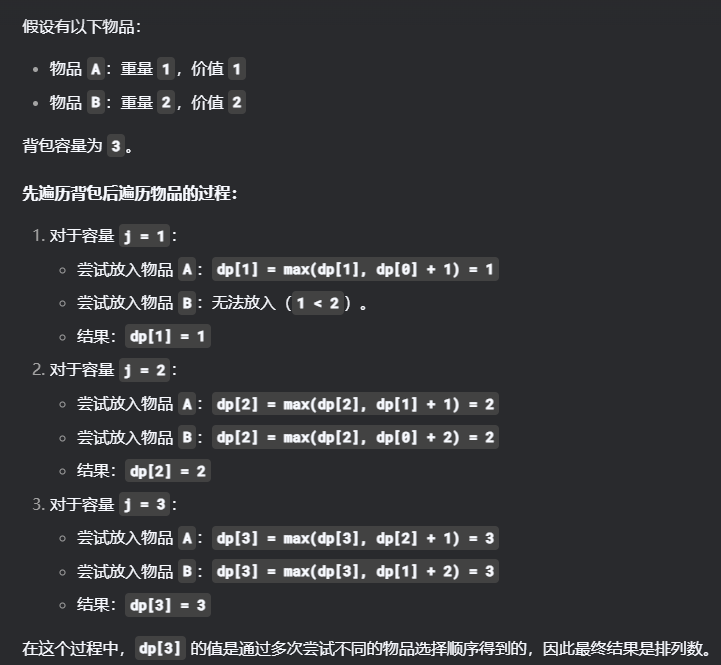 假设有以下物品：
• 物品 A：重量 1，价值 1
• 物品 B：重量 2，价值 2
背包容量为 3。
先遍历背包后遍历物品的过程：
1. 对于容量 j = 1：
○ 尝试放入物品 A：dp[1] = max(dp[1], dp[0] + 1) = 1
○ 尝试放入物品 B：无法放入（1 < 2）。
○ 结果：dp[1] = 1
2. 对于容量 j = 2：
○ 尝试放入物品 A：dp[2] = max(dp[2], dp[1] + 1) = 2
○ 尝试放入物品 B：dp[2] = max(dp[2], dp[0] + 2) = 2
○ 结果：dp[2] = 2
3. 对于容量 j = 3：
○ 尝试放入物品 A：dp[3] = max(dp[3], dp[2] + 1) = 3
○ 尝试放入物品 B：dp[3] = max(dp[3], dp[1] + 2) = 3
○ 结果：dp[3] = 3
在这个过程中，dp[3] 的值是通过多次尝试不同的物品选择顺序得到的，因此最终结果是排列数。